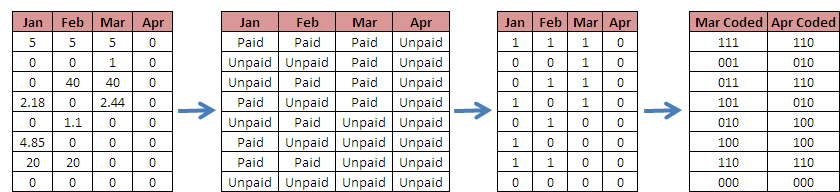 Jan Feb Mar Apr Jan Feb Mar Apr Jan Feb Mar Apr Mar Coded Apr Coded
5 5 5 0 Paid Paid Paid Unpaid 1 1 1 0 111 110
0 0 1 0 Unpaid Unpaid Paid Unpaid 0 0 1 0 001 010
0 40 40 0 Unpaid Paid Paid Unpaid 0 1 1 0 011 110
2.18 0 2.44 0 Paid Unpaid Paid Unpaid 1 0 1 0 101 010
0 1.1 0 0 Unpaid Paid Unpaid Unpaid 0 1 0 0 010 100
4.85 0 0 0 Paid Unpaid Unpaid Unpaid 1 0 0 0 100 100
20 20 0 0 Paid Paid Unpaid Unpaid 1 1 0 0 110 110
0 0 0 0 Unpaid Unpaid Unpaid Unpaid 0 0 0 0 000 000